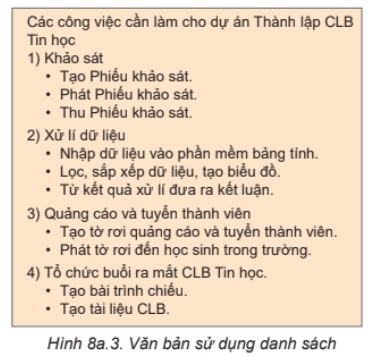 Các công việc cần làm cho dự án Thành lập CLB
Tin học
1) Khảo sát
• Tạo Phiếu khảo sát.
• Phát Phiếu khảo sát.
• Thu Phiếu khảo sát.
2) Xử lí dữ liệu
• Nhập dữ liệu vào phần mềm bảng tính.
• Lọc, sắp xếp dữ liệu, tạo biểu đồ.
• Từ kết quả xử lí đưa ra kết luận.
3) Quảng cáo và tuyển thành viên
• Tạo tờ rơi quảng cáo và tuyển thành viên.
• Phát tờ rơi đến học sinh trong trường.
4) Tổ chức buổi ra mắt CLB Tin học.
• Tạo bài trình chiếu.
• Tạo tài liệu CLB.
Hình 8a.3. Văn bản sử dụng danh sách